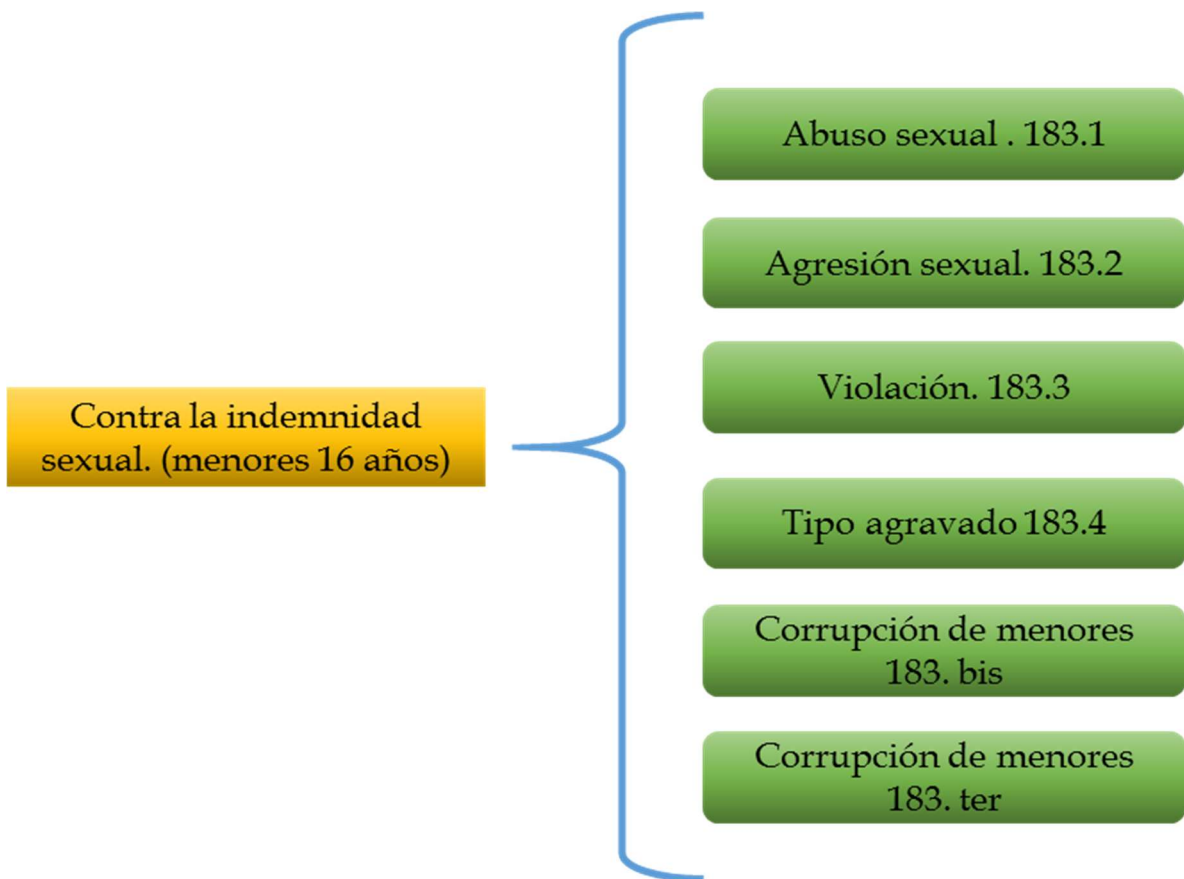 Abuso sexual . 183.1
Agresión sexual. 183.2
Violación. 183.3
Contra la indemnidad
sexual. (menores 16 años)
Tipo agravado 183.4
Corrupción de menores
183. bis
Corrupción de menores
183. ter